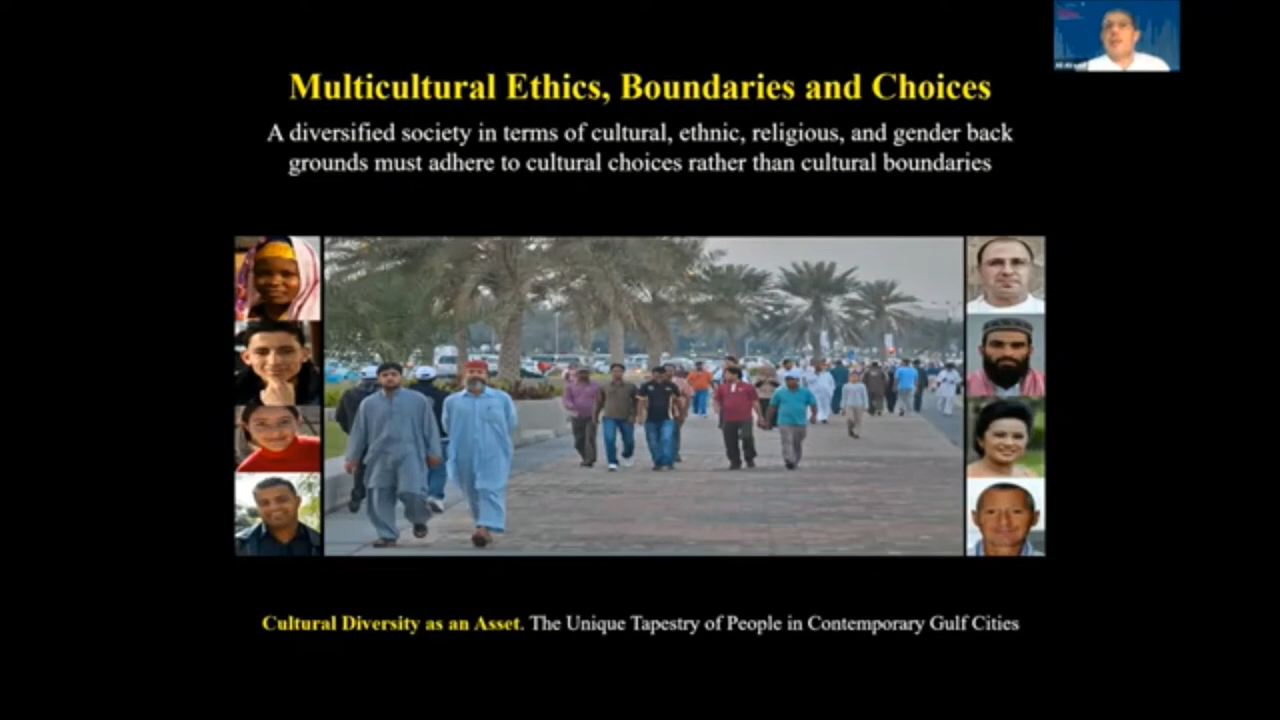 Multicultural Ethics, Boundaries and Choices
A diversified society in terms of cultural, ethnic, religious, and gender back
grounds must adhere to cultural choices rather than cultural boundaries
Cultural Diversity as an Asset. The Unique Tapestry of People in Contemporary Gulf Cities